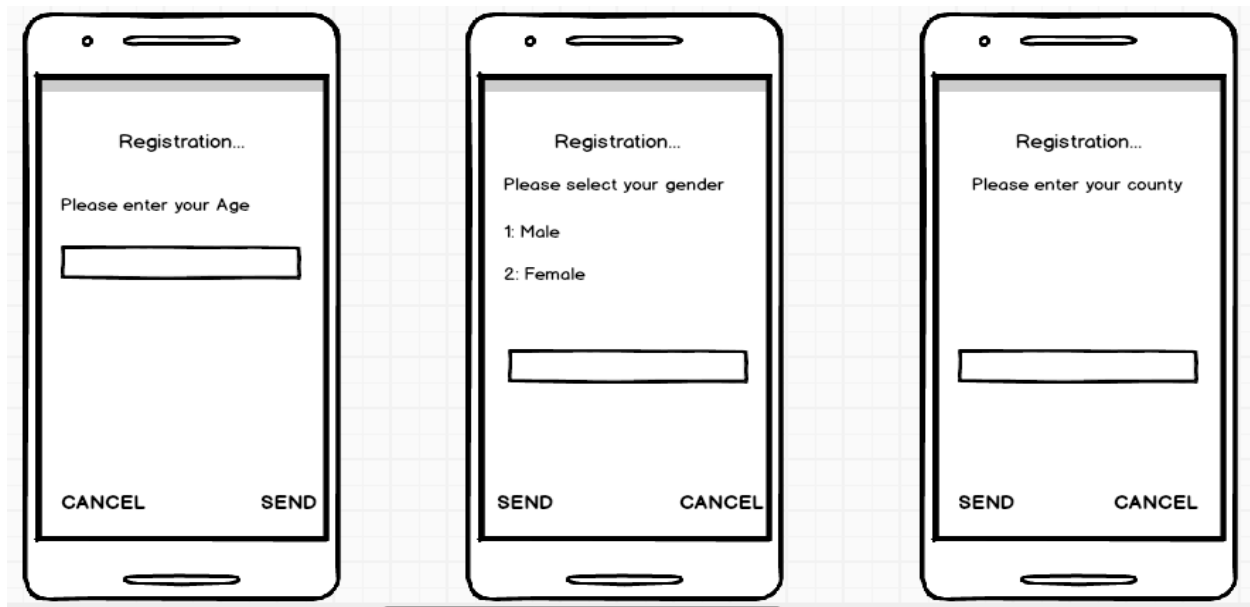 Registration...
Please enter your Age
CANCEL SEND
Registration...
Please select your gender
1: Male
2: Female
SEND CANCEL
Registration...
Please enter your county
SEND CANCEL